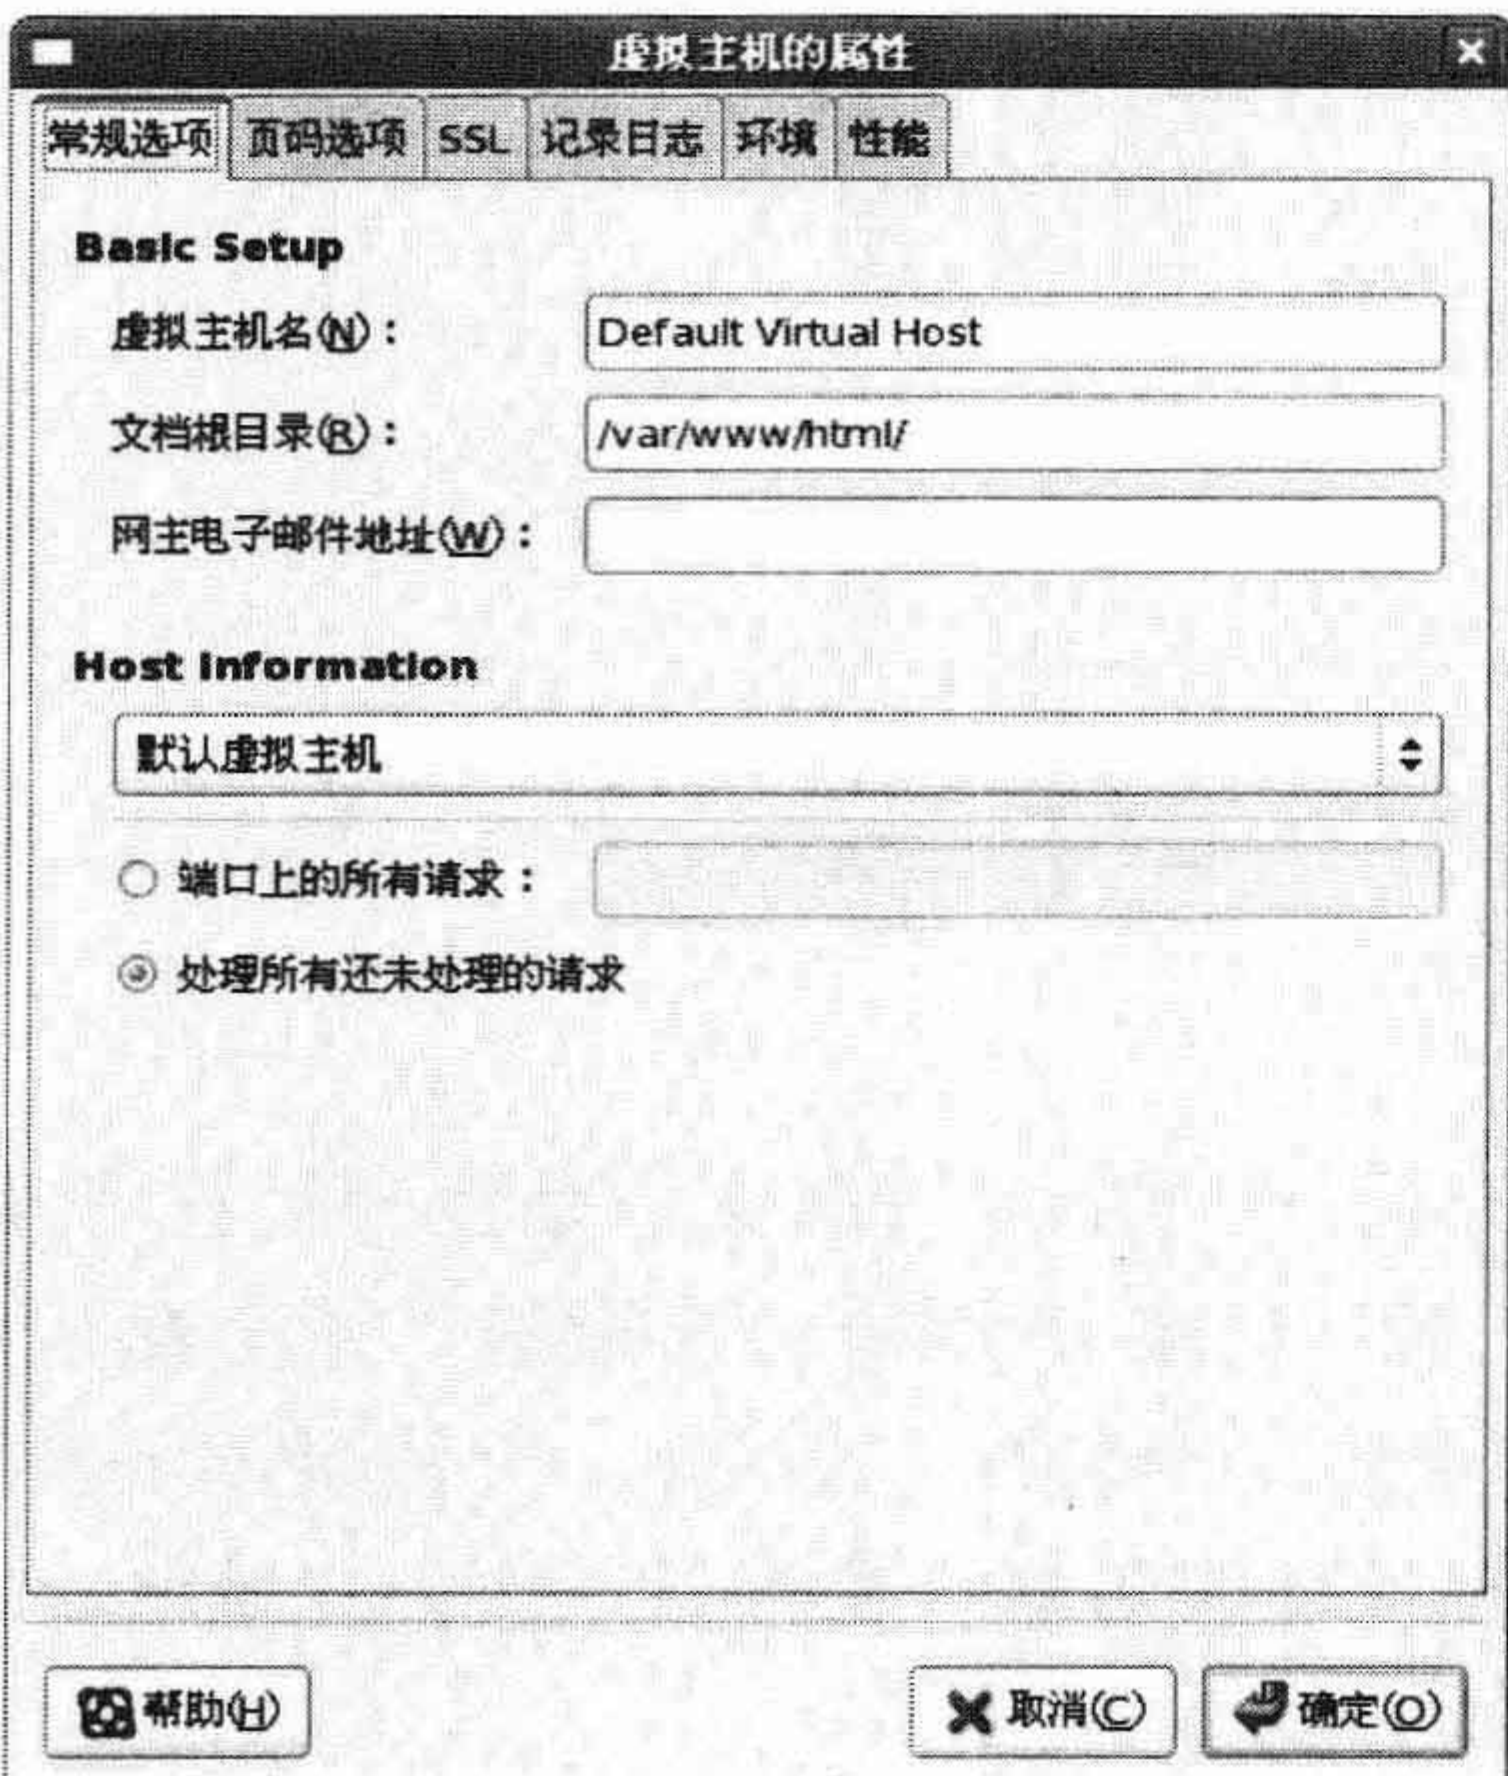 虚拟主机的属性
常规选项 页码选项 SSL 记录日志 环境 性能
Basic Setup
虚拟主机名(N)： Default Virtual Host
文档根目录(R)： /var/www/html/
网主电子邮件地址(W)：
Host Information
默认虚拟主机
端口上的所有请求：
处理所有还未处理的请求
帮助(H) 取消(C) 确定(O)